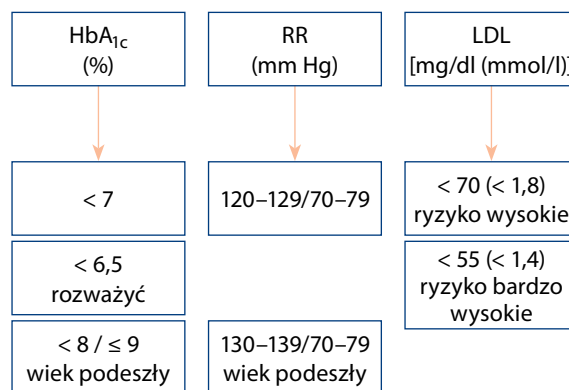 HbA1c
(%)
RR
(mm Hg)
LDL
[mg/dl (mmol/l)]
< 7
120–129/70–79
< 70 (< 1,8)
ryzyko wysokie
< 6,5
rozważyć
< 55 (< 1,4)
ryzyko bardzo
wysokie
< 8 / ≤ 9
wiek podeszły
130–139/70–79
wiek podeszły